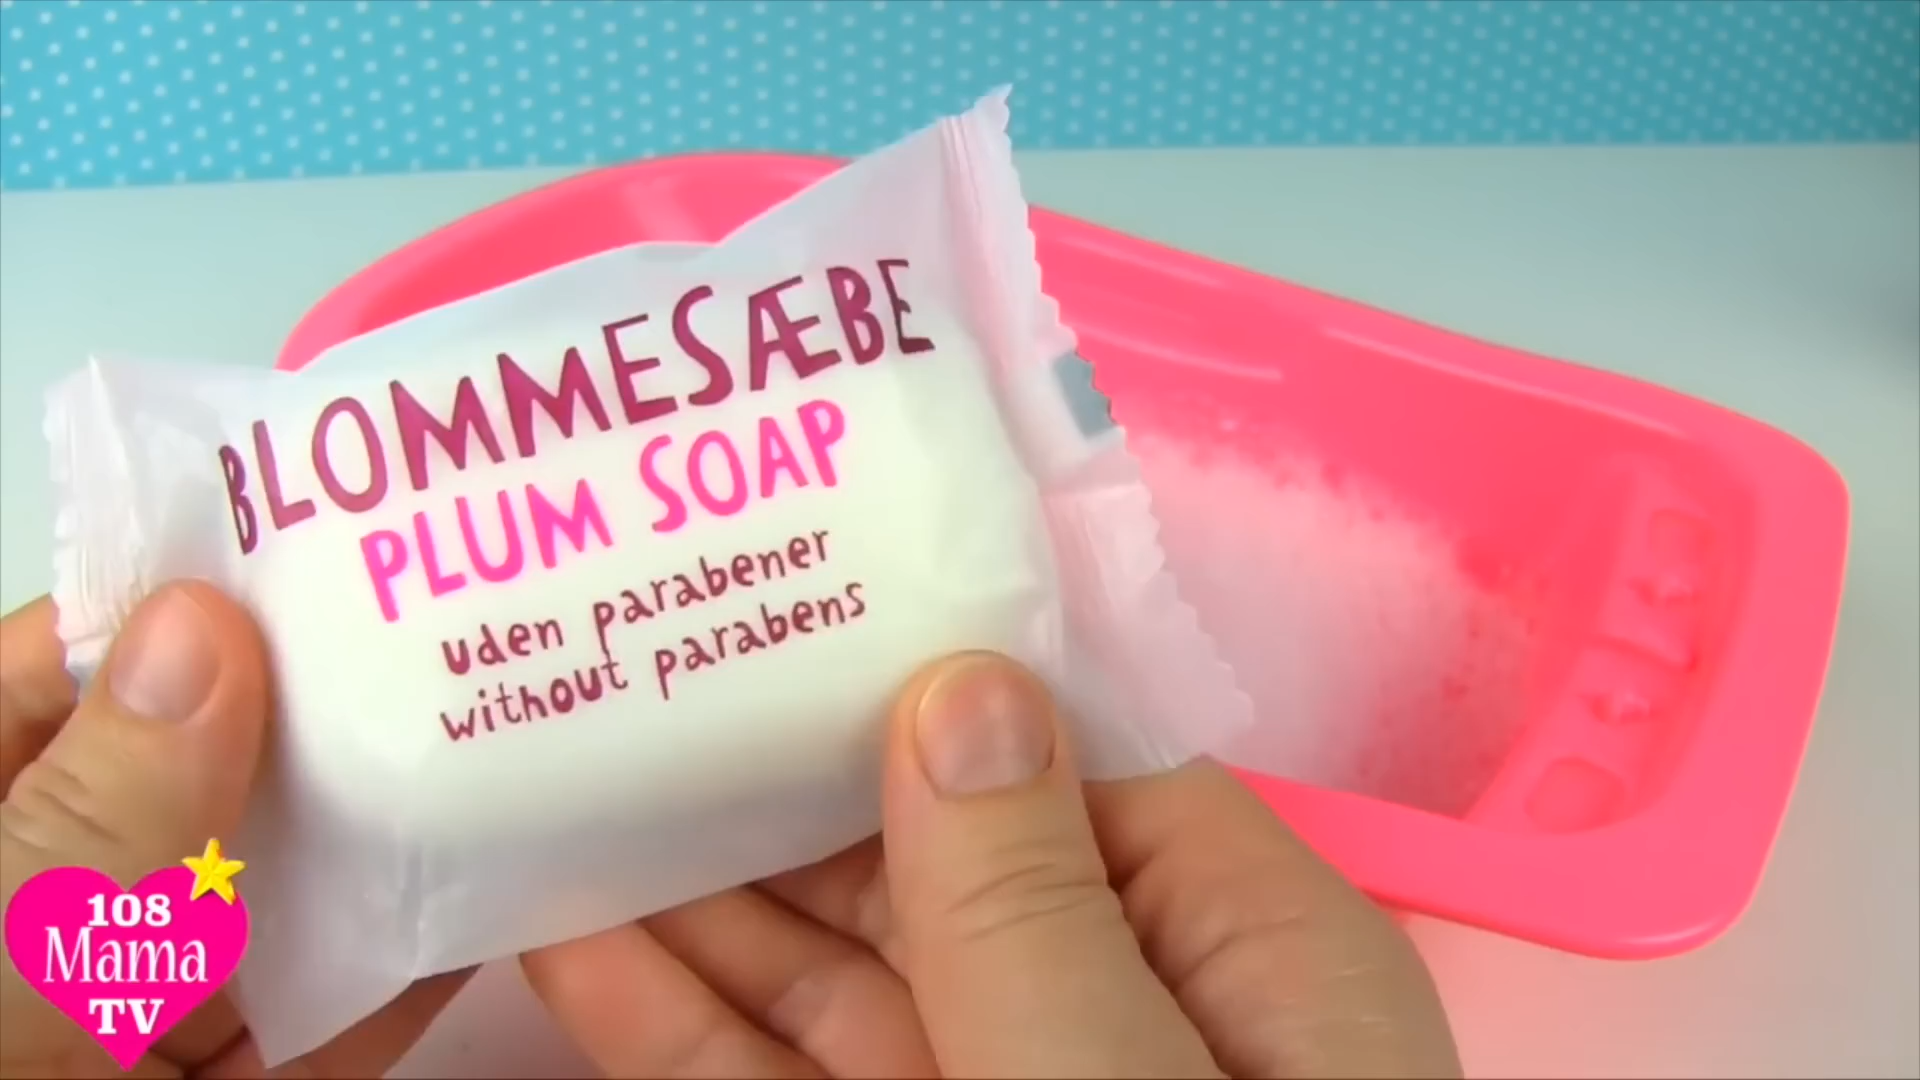 BLOMMESÆBE
PLUM SOAP
uden parabener
without parabens
108
Mama
TV